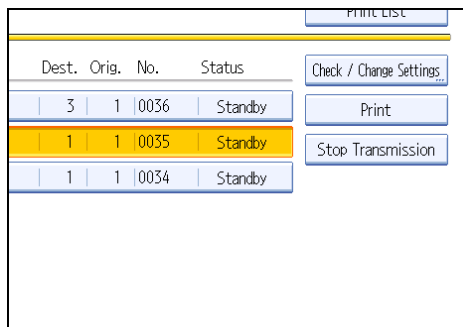 Print List
Dest. Orig. No. Status
Check / Change Settings
3 1 0036 Standby
Print
1 1 0035 Standby
Stop Transmission
1 1 0034 Standby